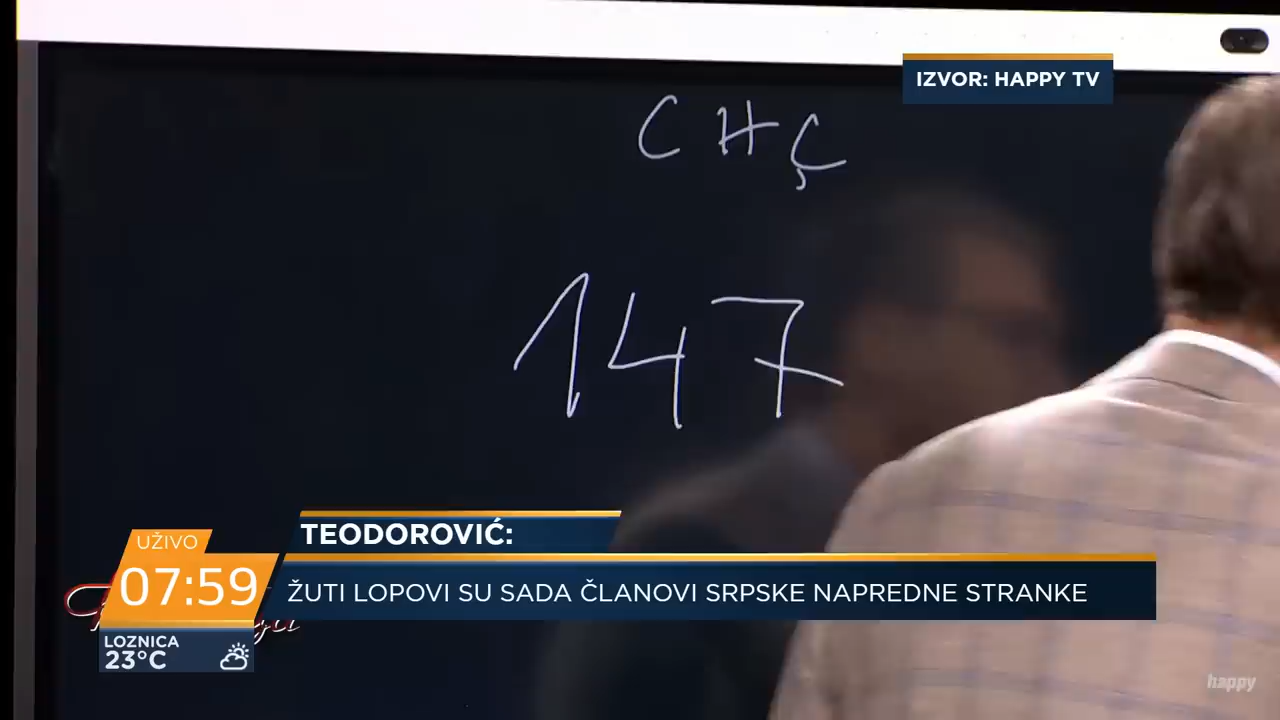 IZVOR: HAPPY TV
СНС
147
TEODOROVIĆ:
UŽIVO
07:59
ŽUTI LOPOVI SU SADA ČLANOVI SRPSKE NAPREDNE STRANKE
LOZNICA
23°C
happy